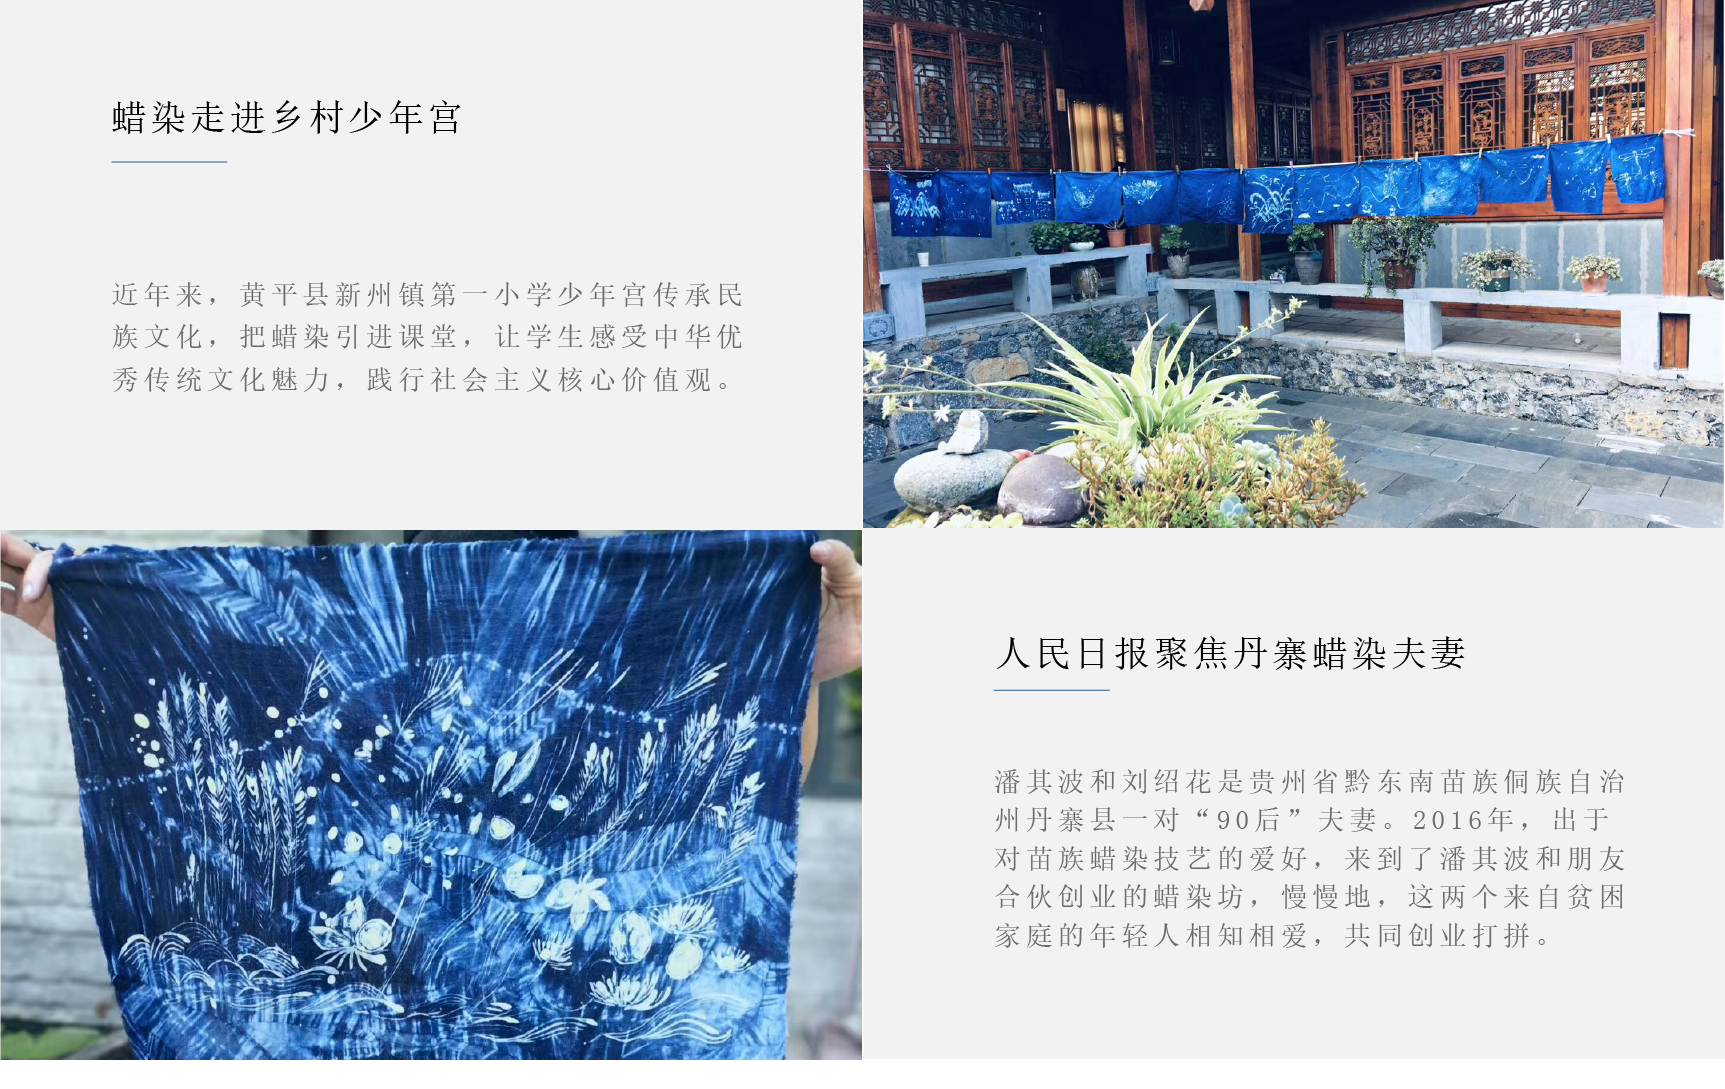 蜡染走进乡村少年宫
近年来，黄平县新州镇第一小学少年宫传承民
族文化，把蜡染引进课堂，让学生感受中华优
秀传统文化魅力，践行社会主义核心价值观。
人民日报聚焦丹寨蜡染夫妻
潘其波和刘绍花是贵州省黔东南苗族侗族自治
州丹寨县一对“90后”夫妻。2016年，出于
对苗族蜡染技艺的爱好，来到了潘其波和朋友
合伙创业的蜡染坊，慢慢地，这两个来自贫困
家庭的年轻人相知相爱，共同创业打拼。